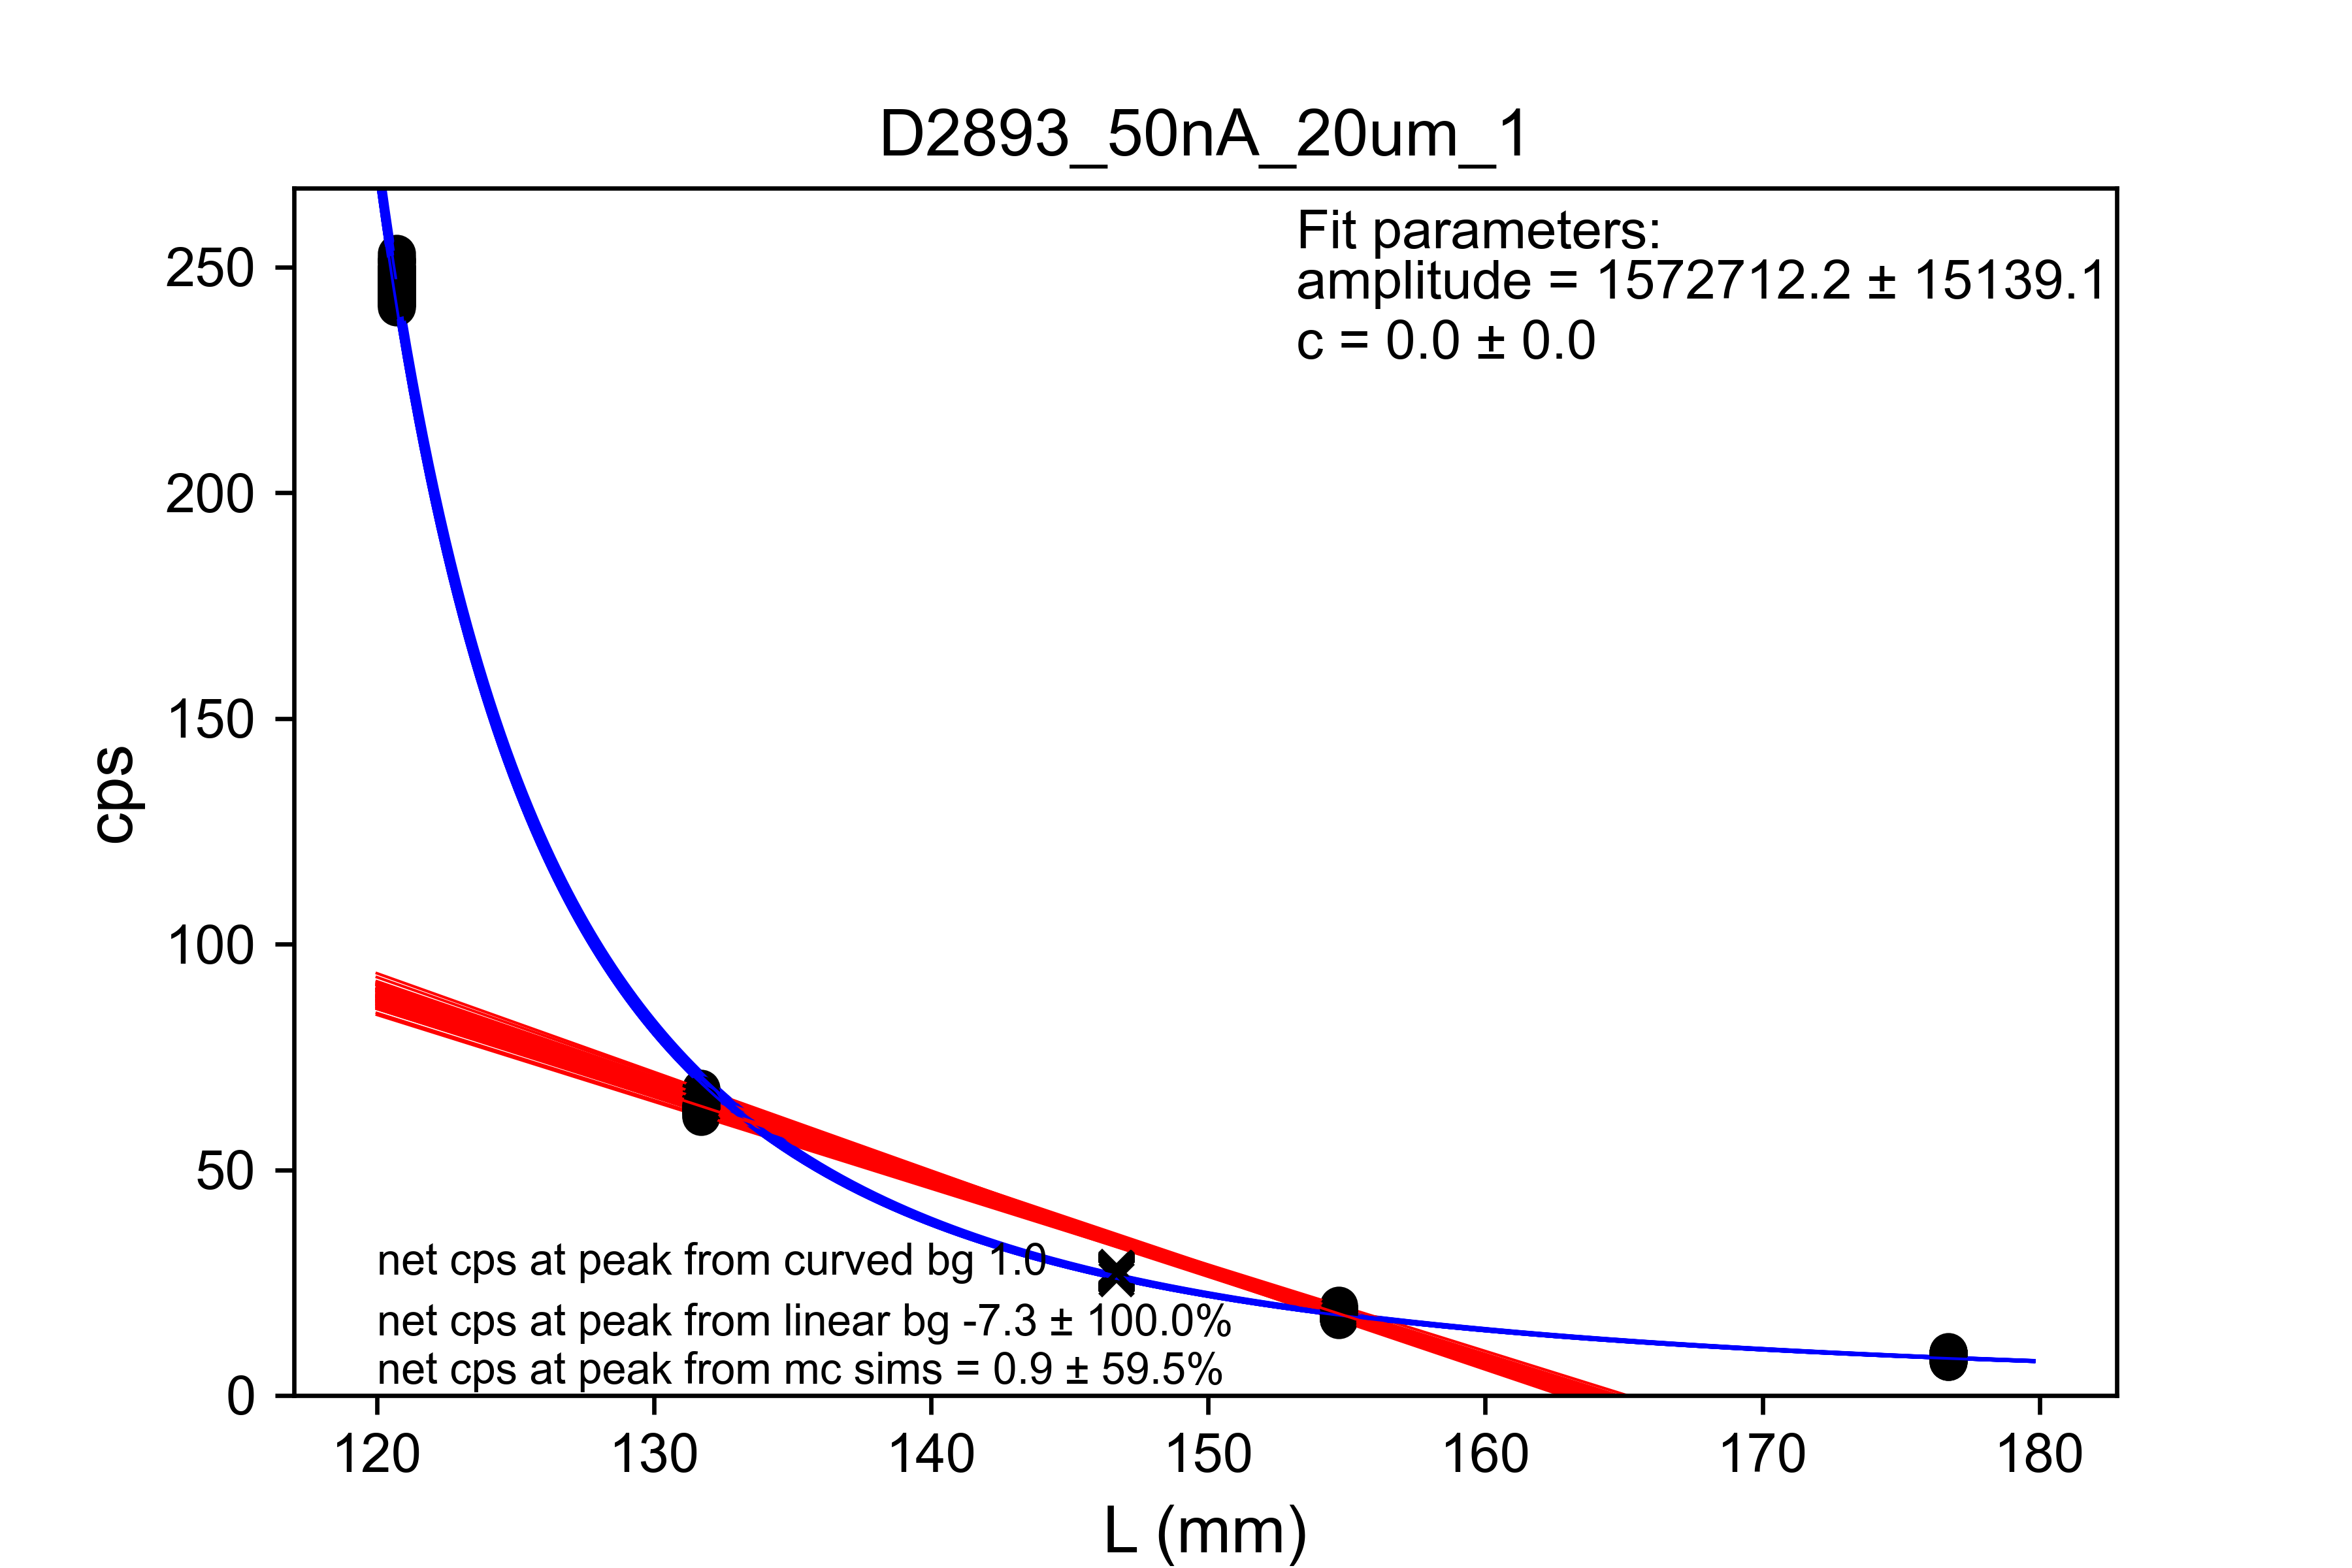 D2893_50nA_20um_1
Fit parameters:
amplitude = 1572712.2 ± 15139.1
c = 0.0 ± 0.0
250
200
150
100
50
0
cps
net cps at peak from curved bg 1.0
net cps at peak from linear bg -7.3 ± 100.0%
net cps at peak from mc sims = 0.9 ± 59.5%
120 130 140 150 160 170 180
L (mm)